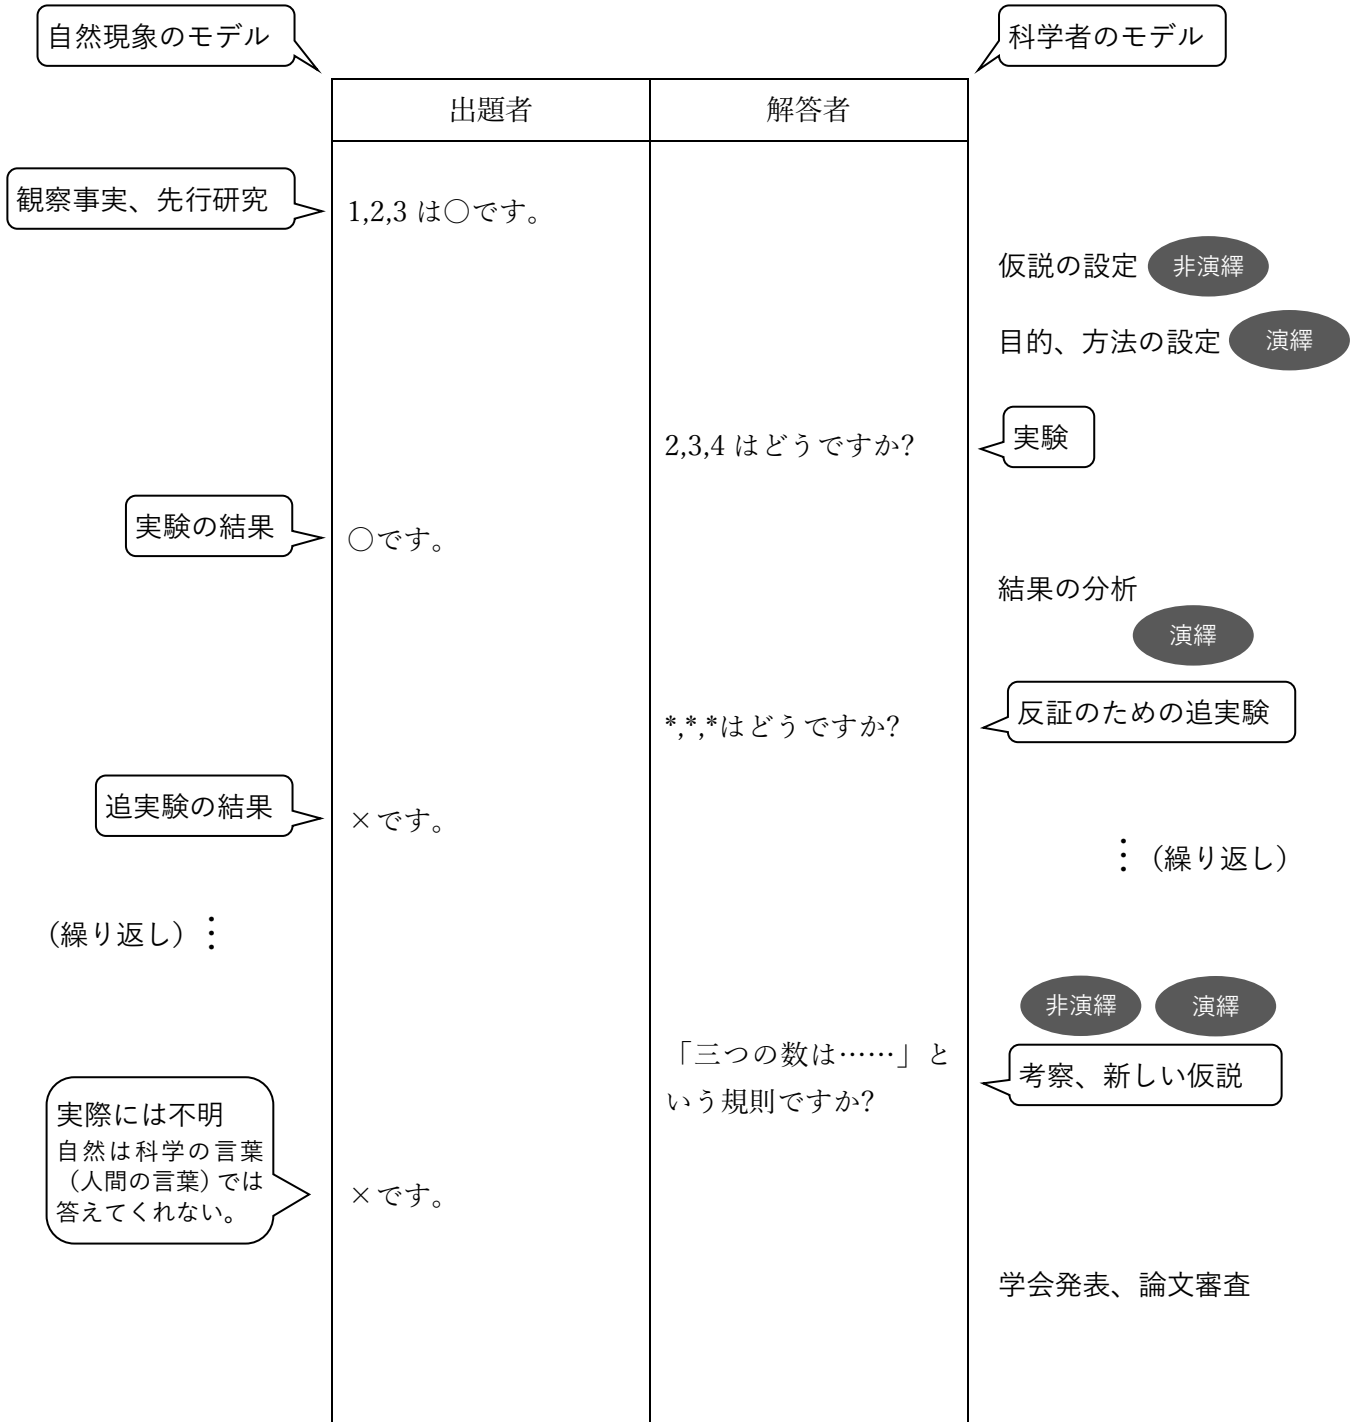 自然現象のモデル
科学者のモデル
出題者
解答者
観察事実、先行研究
1,2,3 は○です。
仮説の設定
非演繹
目的、方法の設定
演繹
2,3,4 はどうですか?
実験
実験の結果
○です。
結果の分析
演繹
*,*,*はどうですか?
反証のための追実験
追実験の結果
×です。
⋮(繰り返し)
(繰り返し)⋮
非演繹
演繹
「三つの数は……」と
いう規則ですか?
考察、新しい仮説
実際には不明
自然は科学の言葉
(人間の言葉)では
答えてくれない。
×です。
学会発表、論文審査